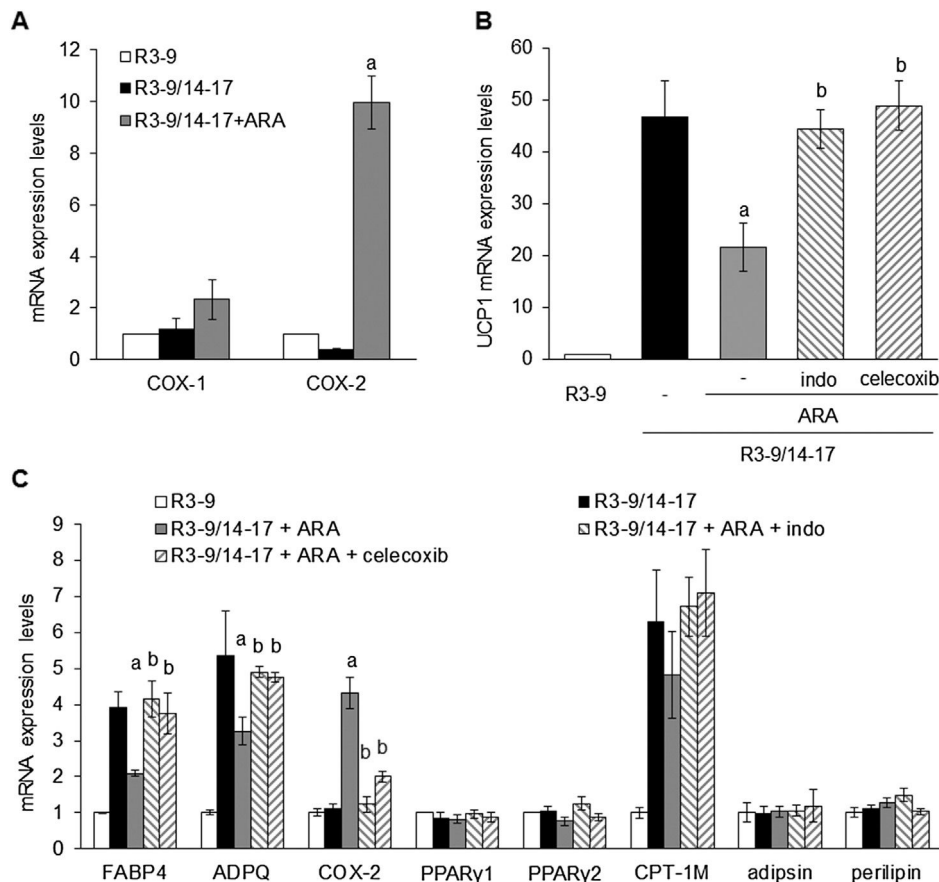 A
R3-9
R3-9/14-17
R3-9/14-17+ARA
a
mRNA expression levels
12
10
8
6
4
2
0
COX-1 COX-2
B
UCP1 mRNA expression levels
60
50
40
30
20
10
0
a
b
b
R3-9
- - indo celecoxib
ARA
R3-9/14-17
C
R3-9 R3-9/14-17
R3-9/14-17 + ARA R3-9/14-17 + ARA + indo
R3-9/14-17 + ARA + celecoxib
mRNA expression levels
9
8
7
6
5
4
3
2
1
0
a b b
a b b
a b b
FABP4 ADPQ COX-2 PPARγ1 PPARγ2 CPT-1M adipsin perilipin